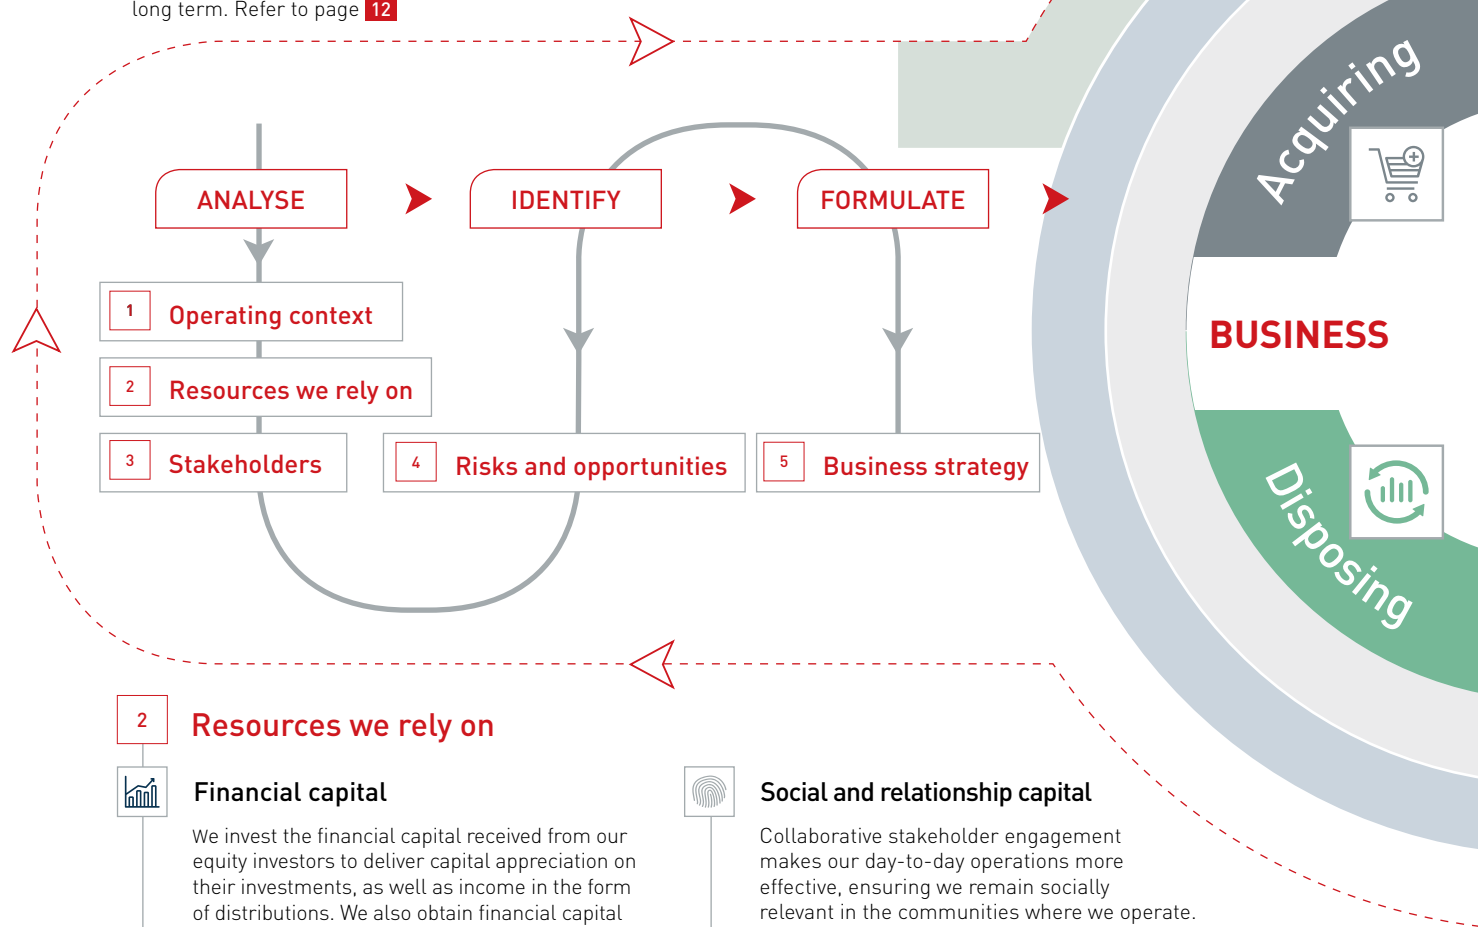 long term. Refer to page 12
ANALYSE
IDENTIFY
FORMULATE
1 Operating context
2 Resources we rely on
3 Stakeholders
4 Risks and opportunities
5 Business strategy
Acquiring
BUSINESS
Disposing
2 Resources we rely on
Financial capital
We invest the financial capital received from our
equity investors to deliver capital appreciation on
their investments, as well as income in the form
of distributions. We also obtain financial capital
Social and relationship capital
Collaborative stakeholder engagement
makes our day-to-day operations more
effective, ensuring we remain socially
relevant in the communities where we operate.